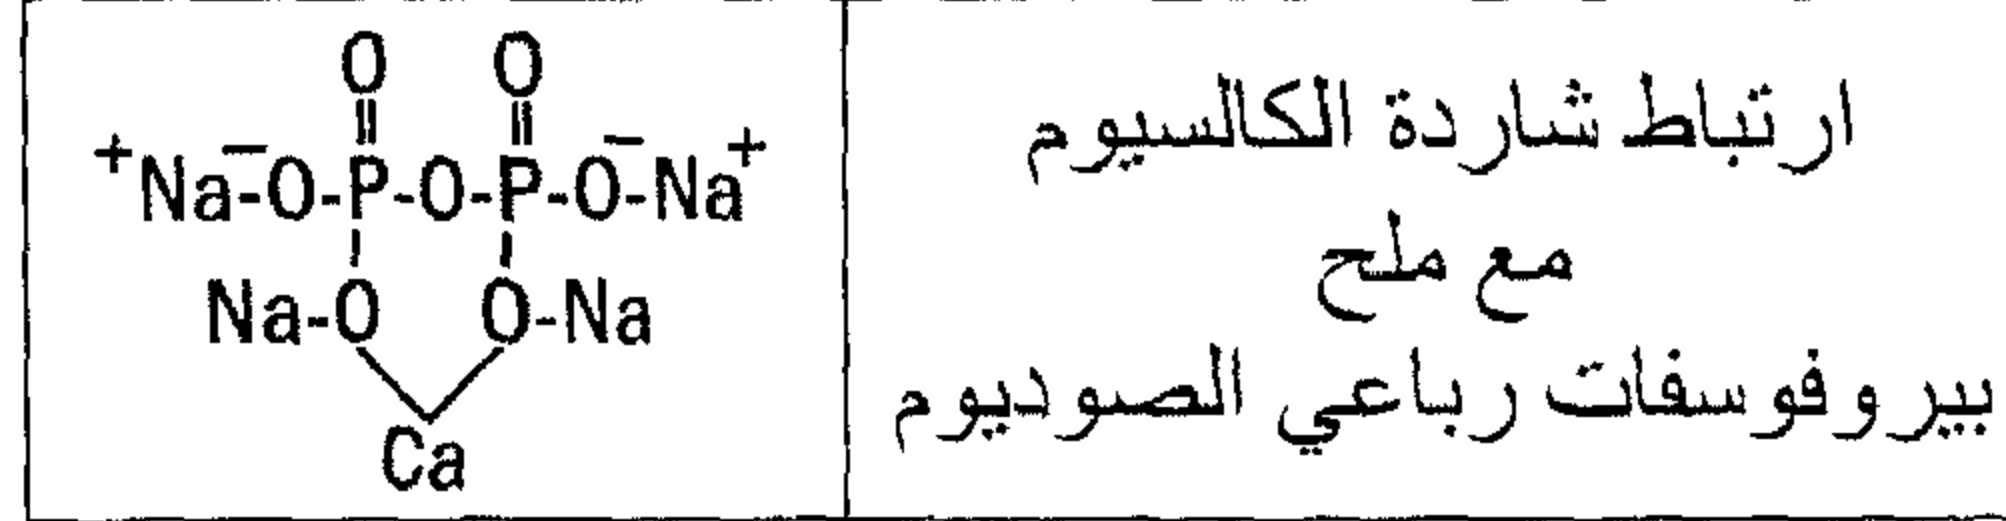 O O
|| ||
⁺Na⁻-O-P-O-P-O⁻-Na⁺
Na-O O-Na
Ca
ارتباط شاردة الكالسيوم
مع ملح
بيروفوسفات رباعي الصوديوم